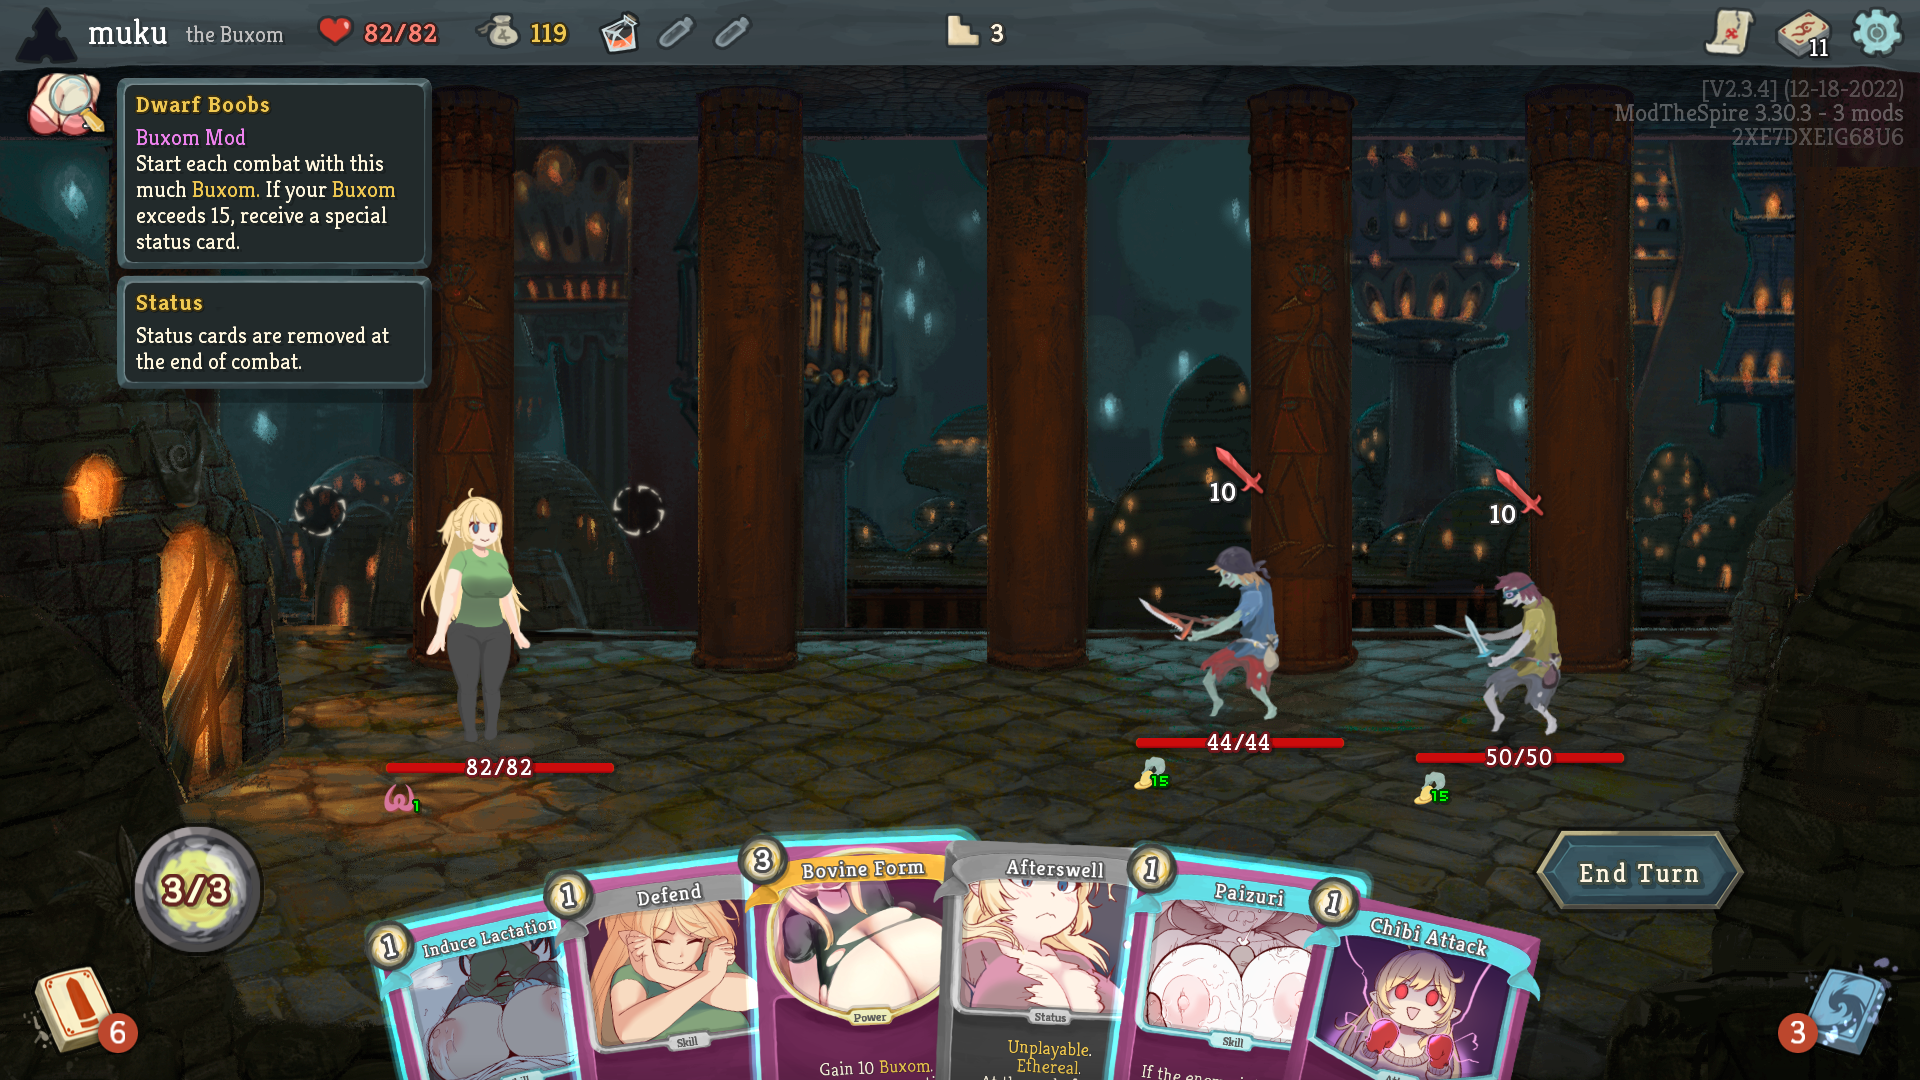 muku the Buxom 82/82 119 3 11
[V2.3.4] (12-18-2022)
ModTheSpire 3.30.3 - 3 mods
2XE7DXEIG68U6
Dwarf Boobs
Buxom Mod
Start each combat with this
much Buxom. If your Buxom
exceeds 15, receive a special
status card.
Status
Status cards are removed at
the end of combat.
10
10
82/82
1
44/44
15
50/50
15
3/3
End Turn
1
Induce Lactation
1
Defend
Skill
3
Bovine Form
Power
Gain 10 Buxom.
Afterswell
Status
Unplayable.
Ethereal.
1
Paizuri
Skill
1
Chibi Attack
6
3